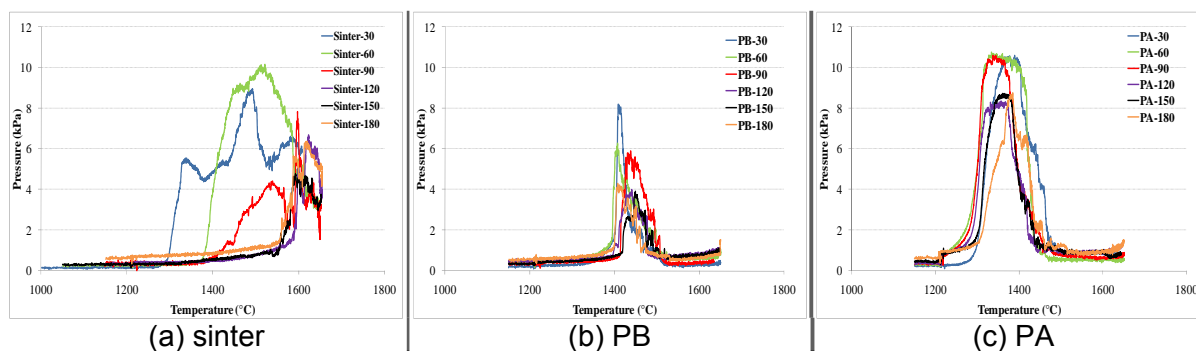 12
10
8
6
4
2
0
Pressure (kPa)
1000
1200
1400
1600
1800
Temperature (°C)
Sinter-30
Sinter-60
Sinter-90
Sinter-120
Sinter-150
Sinter-180
(a) sinter
12
10
8
6
4
2
0
Pressure (kPa)
1000
1200
1400
1600
1800
Temperature (°C)
PB-30
PB-60
PB-90
PB-120
PB-150
PB-180
(b) PB
12
10
8
6
4
2
0
Pressure (kPa)
1000
1200
1400
1600
1800
Temperature (°C)
PA-30
PA-60
PA-90
PA-120
PA-150
PA-180
(c) PA